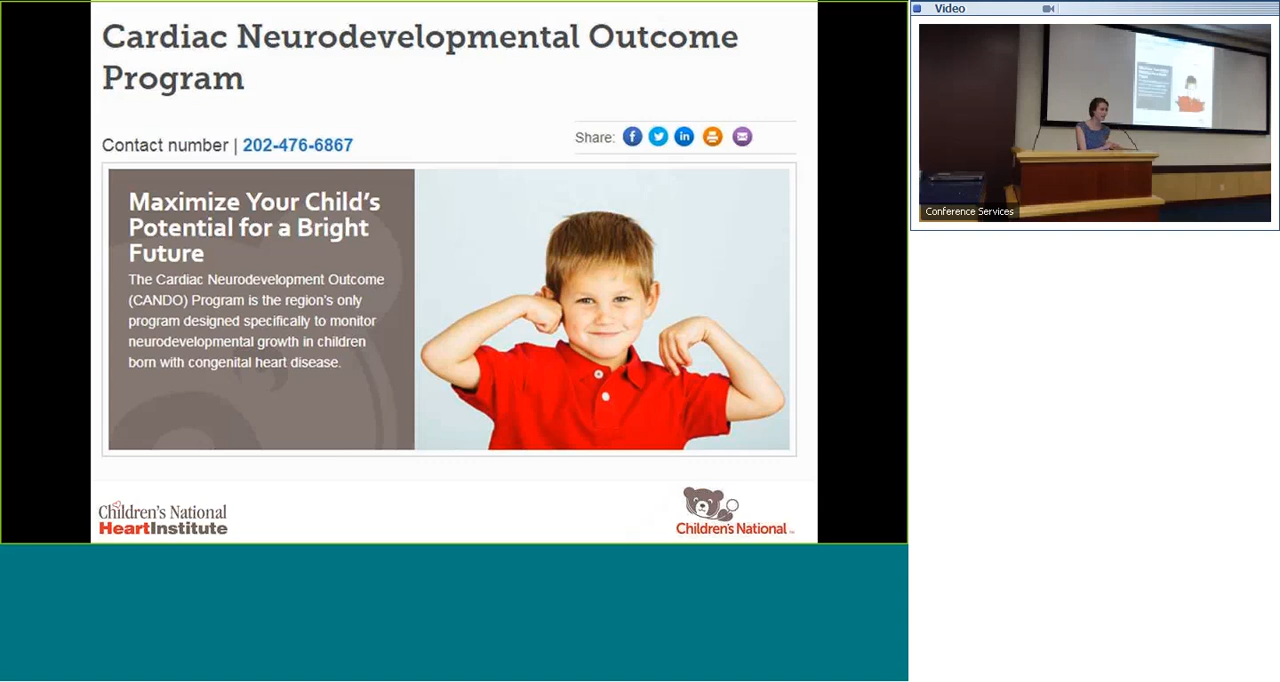 Cardiac Neurodevelopmental Outcome
Program
Contact number | 202-476-6867
Share:
Maximize Your Child's
Potential for a Bright
Future
The Cardiac Neurodevelopment Outcome
(CANDO) Program is the region's only
program designed specifically to monitor
neurodevelopmental growth in children
born with congenital heart disease.
Children's National
HeartInstitute
Children's National
Video
Conference Services